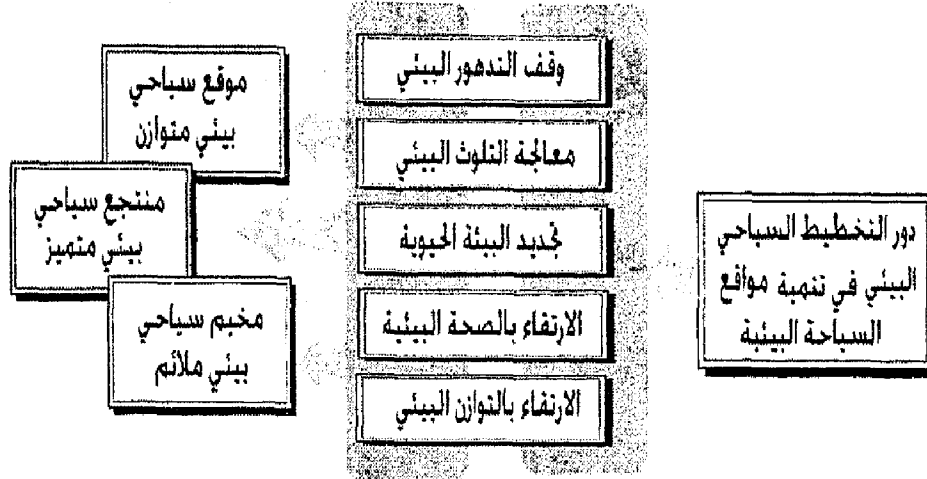 دور التخطيط السياحي
البيئي في تنمية مواقع
السياحة البيئية
وقف التدهور البيئي
معالجة التلوث البيئي
تجديد البيئة الحيوية
الارتقاء بالصحة البيئية
الارتقاء بالتوازن البيئي
موقع سياحي
بيئي متوازن
منتجع سياحي
بيئي متميز
مخيم سياحي
بيئي ملائم